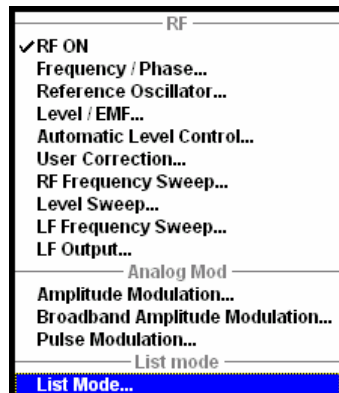 RF
RF ON
Frequency / Phase...
Reference Oscillator...
Level / EMF...
Automatic Level Control...
User Correction...
RF Frequency Sweep...
Level Sweep...
LF Frequency Sweep...
LF Output...
Analog Mod
Amplitude Modulation...
Broadband Amplitude Modulation...
Pulse Modulation...
List mode
List Mode...